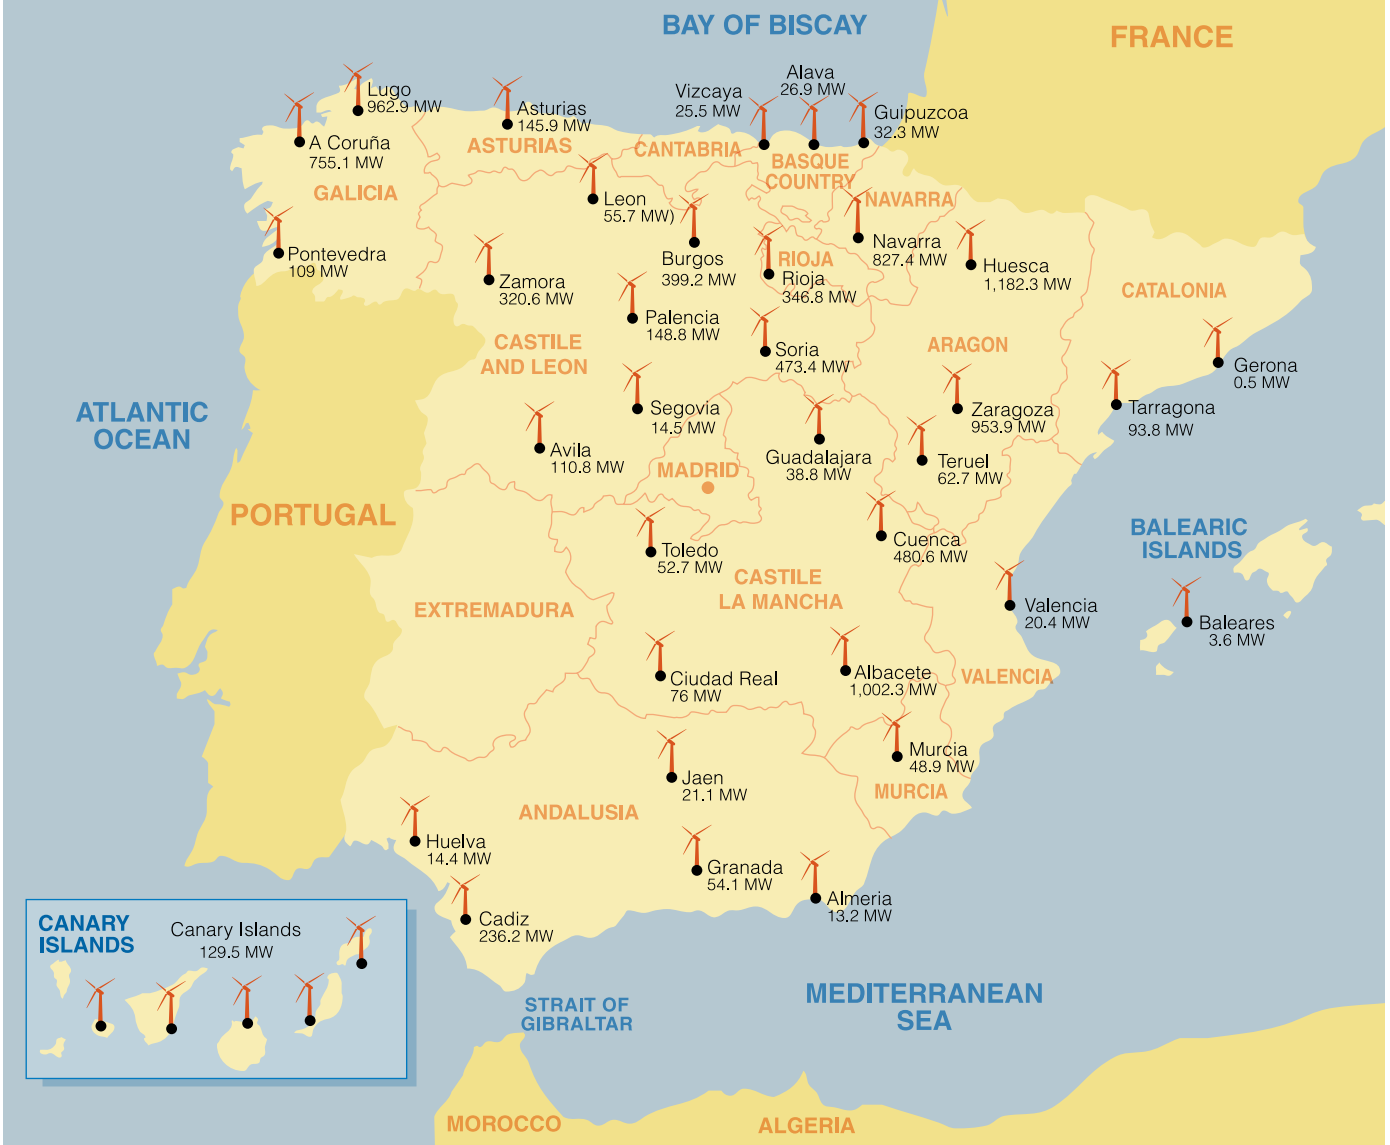 BAY OF BISCAY
FRANCE
Lugo
962.9 MW
Asturias
145.9 MW
ASTURIAS
A Coruña
755.1 MW
GALICIA
Pontevedra
109 MW
CANTABRIA
Vizcaya
25.5 MW
Alava
26.9 MW
Guipuzcoa
32.3 MW
BASQUE
COUNTRY
NAVARRA
Leon
55.7 MW)
Burgos
399.2 MW
RIOJA
Rioja
346.8 MW
Navarra
827.4 MW
Huesca
1,182.3 MW
CATALONIA
Zamora
320.6 MW
Palencia
148.8 MW
CASTILE
AND LEON
Soria
473.4 MW
ARAGON
Gerona
0.5 MW
Segovia
14.5 MW
Zaragoza
953.9 MW
Tarragona
93.8 MW
ATLANTIC
OCEAN
Avila
110.8 MW
MADRID
Guadalajara
38.8 MW
Teruel
62.7 MW
PORTUGAL
Toledo
52.7 MW
Cuenca
480.6 MW
BALEARIC
ISLANDS
CASTILE
LA MANCHA
EXTREMADURA
Valencia
20.4 MW
Baleares
3.6 MW
Ciudad Real
76 MW
Albacete
1,002.3 MW
VALENCIA
Murcia
48.9 MW
MURCIA
Jaen
21.1 MW
ANDALUSIA
Huelva
14.4 MW
Granada
54.1 MW
Almeria
13.2 MW
Cadiz
236.2 MW
CANARY
ISLANDS
Canary Islands
129.5 MW
STRAIT OF
GIBRALTAR
MEDITERRANEAN
SEA
MOROCCO
ALGERIA